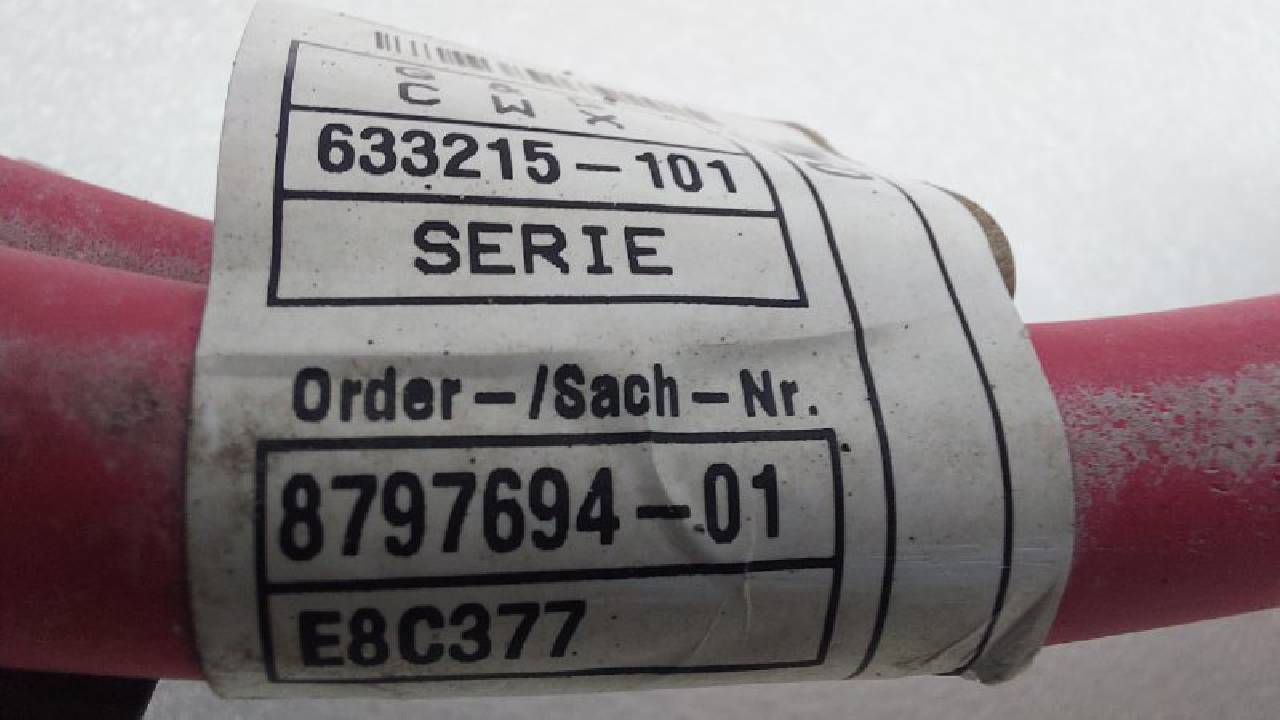 C W X
633215-101
SERIE
Order-/Sach-Nr.
8797694-01
E8C377